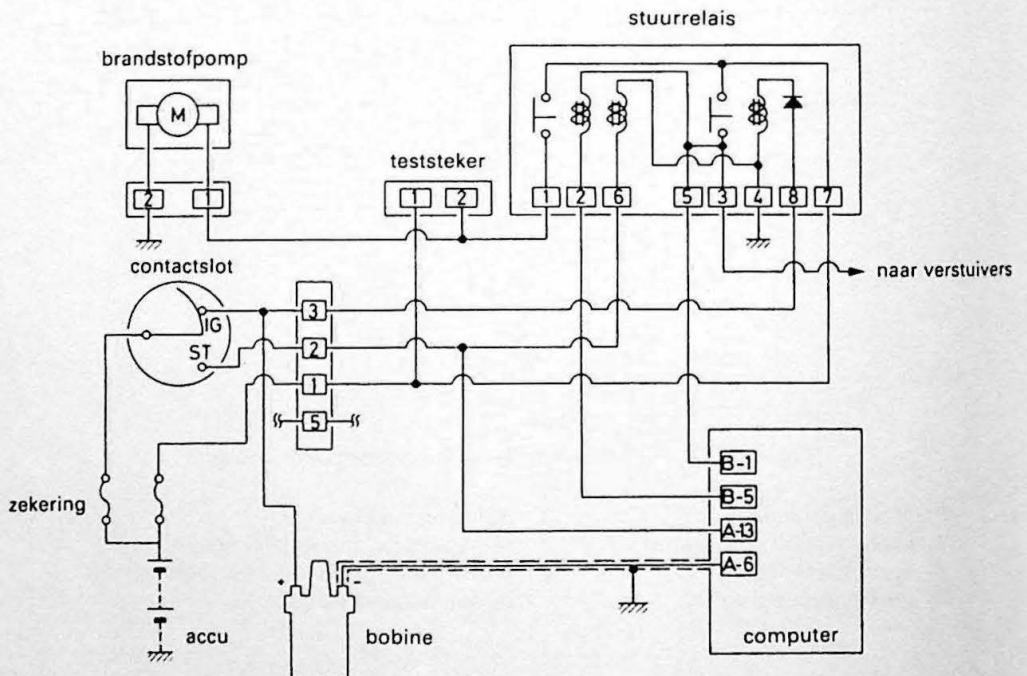 stuurrelais
brandstofpomp
M
teststeker
2 1
1 2
1 2 6 5 3 4 8 7
contactslot
naar verstuivers
IG
ST
3
2
1
5
zekering
B-1
B-5
A-13
A-6
+ -
accu
bobine
computer